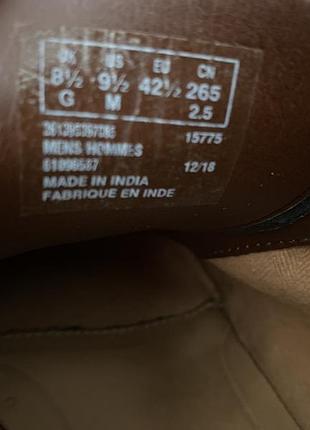 UK US EU CN
8½ 9½ 42½ 265
G M 2.5
261395397085 15775
MENS HOMMES
12/18
MADE IN INDIA
FABRIQUE EN INDE